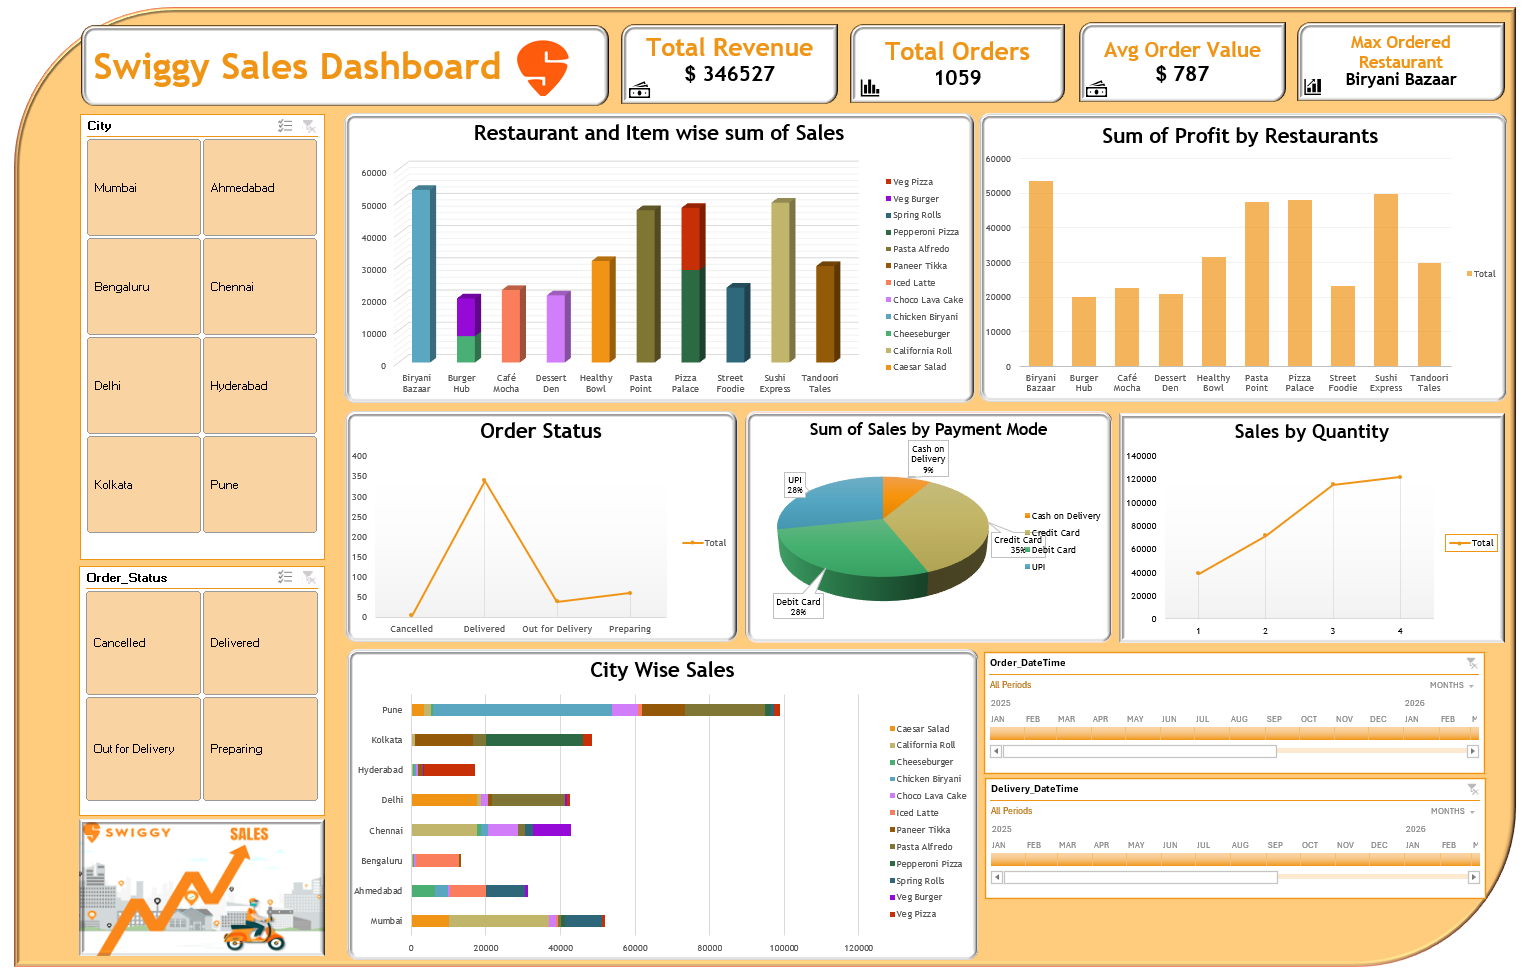 Swiggy Sales Dashboard
Total Revenue
$ 346527
Total Orders
1059
Avg Order Value
$ 787
Max Ordered
Restaurant
Biryani Bazaar
City
Mumbai
Ahmedabad
Bengaluru
Chennai
Delhi
Hyderabad
Kolkata
Pune
Order_Status
Cancelled
Delivered
Out for Delivery
Preparing
SWIGGY
SALES
Restaurant and Item wise sum of Sales
60000
50000
40000
30000
20000
10000
0
Biryani
Bazaar
Burger
Hub
Café
Mocha
Dessert
Den
Healthy
Bowl
Pasta
Point
Pizza
Palace
Street
Foodie
Sushi
Express
Tandoori
Tales
Veg Pizza
Veg Burger
Spring Rolls
Pepperoni Pizza
Pasta Alfredo
Paneer Tikka
Iced Latte
Choco Lava Cake
Chicken Biryani
Cheeseburger
California Roll
Caesar Salad
Sum of Profit by Restaurants
60000
50000
40000
30000
20000
10000
0
Biryani
Bazaar
Burger
Hub
Café
Mocha
Dessert
Den
Healthy
Bowl
Pasta
Point
Pizza
Palace
Street
Foodie
Sushi
Express
Tandoori
Tales
Total
Order Status
400
350
300
250
200
150
100
50
0
Cancelled
Delivered
Out for Delivery
Preparing
Total
Sum of Sales by Payment Mode
Cash on
Delivery
9%
UPI
28%
Credit Card
35%
Debit Card
28%
Cash on Delivery
Credit Card
Debit Card
UPI
Sales by Quantity
140000
120000
100000
80000
60000
40000
20000
0
1
2
3
4
Total
City Wise Sales
Pune
Kolkata
Hyderabad
Delhi
Chennai
Bengaluru
Ahmedabad
Mumbai
0
20000
40000
60000
80000
100000
120000
Caesar Salad
California Roll
Cheeseburger
Chicken Biryani
Choco Lava Cake
Iced Latte
Paneer Tikka
Pasta Alfredo
Pepperoni Pizza
Spring Rolls
Veg Burger
Veg Pizza
Order_DateTime
All Periods
MONTHS
2025
2026
JAN FEB MAR APR MAY JUN JUL AUG SEP OCT NOV DEC JAN FEB M
Delivery_DateTime
All Periods
MONTHS
2025
2026
JAN FEB MAR APR MAY JUN JUL AUG SEP OCT NOV DEC JAN FEB M